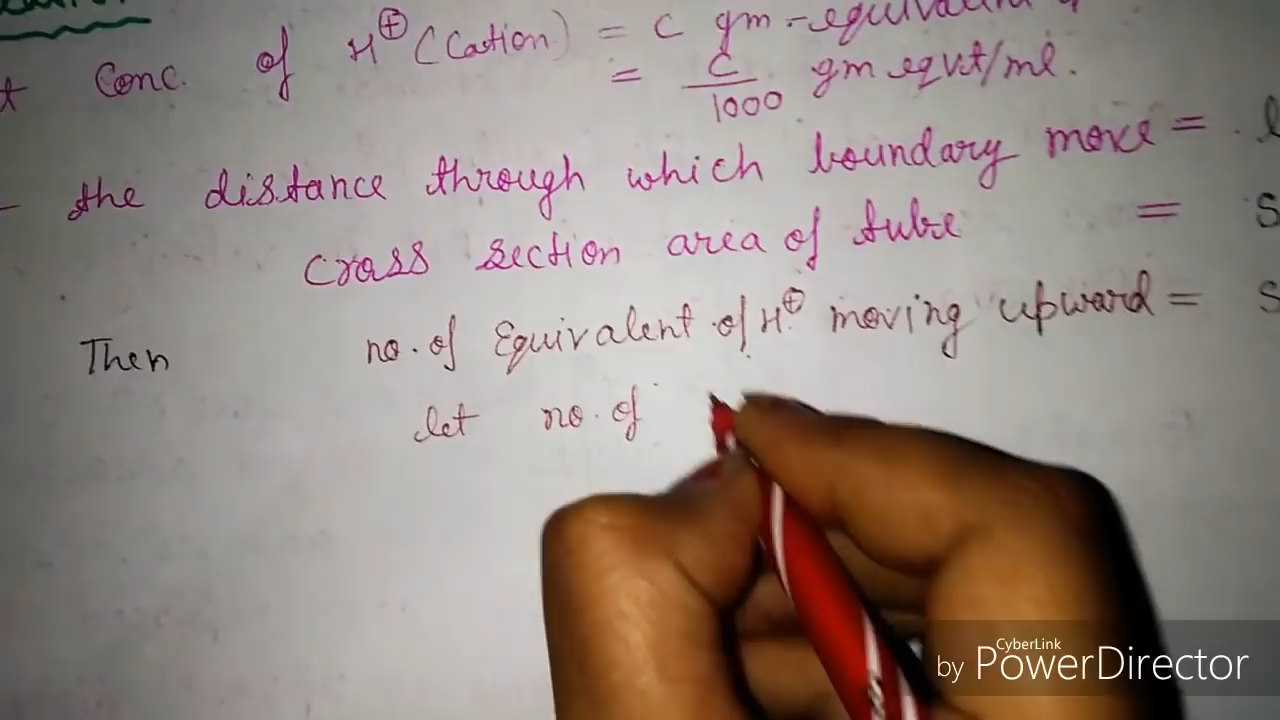 Conc. of H⊕ (Cation) = C gm-equivalent
= C/1000 gm eqvt/ml.
- the distance through which boundary move = l
Cross section area of tube = S
Then no. of Equivalent of H⊕ moving upward = S
let no. of
CyberLink
by PowerDirector